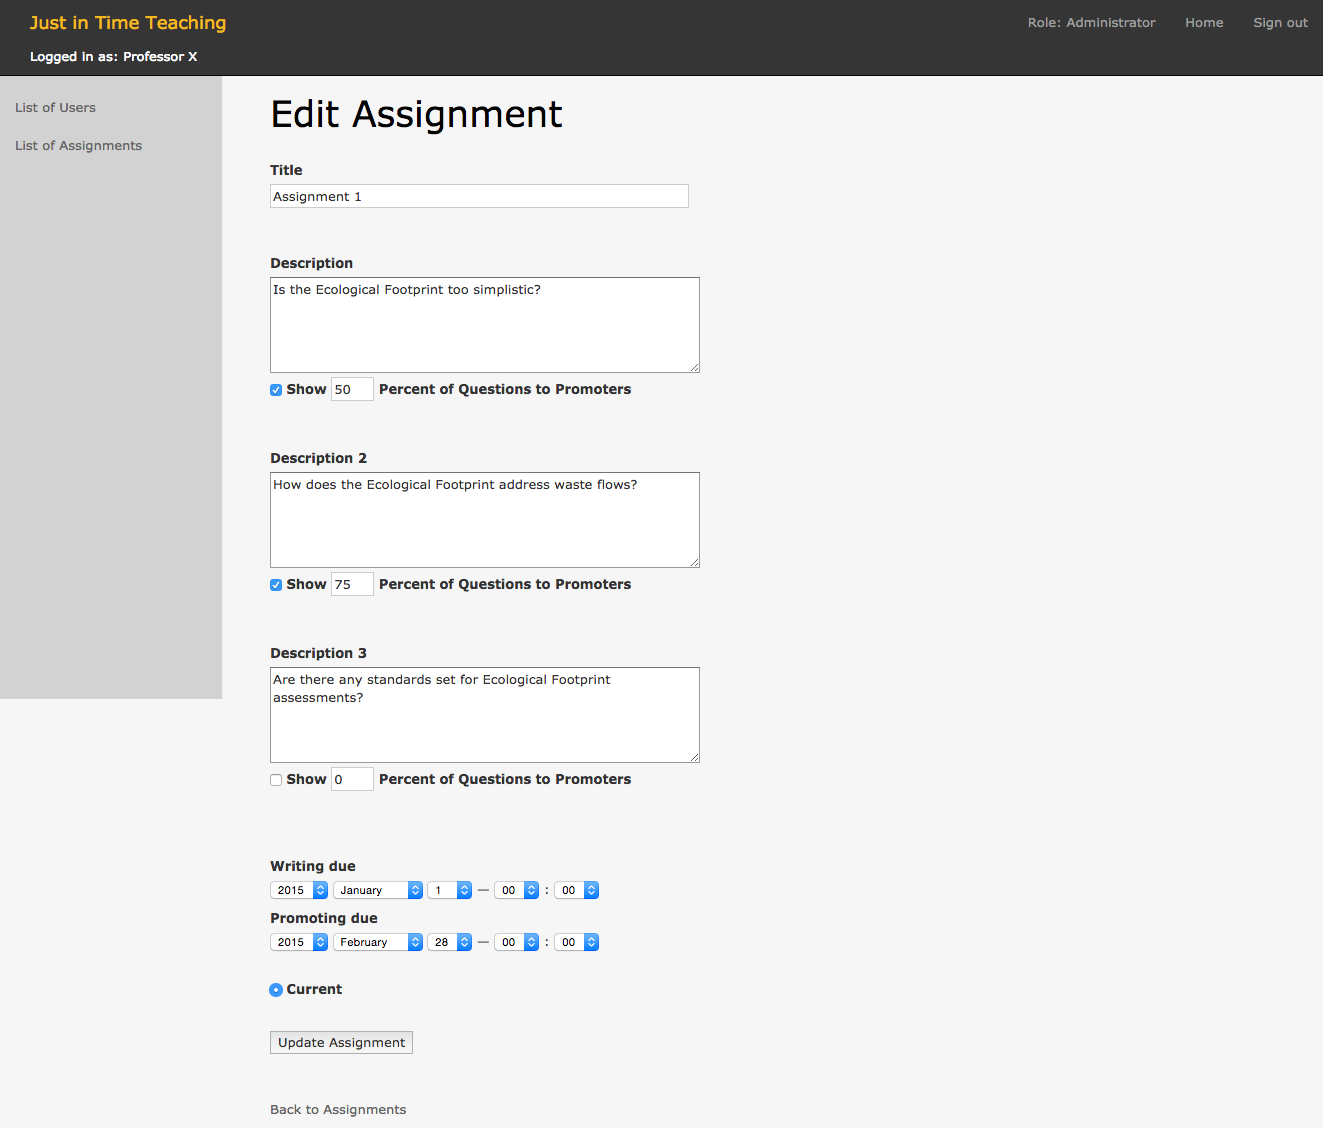 Just in Time Teaching
Role: Administrator Home Sign out
Logged in as: Professor X
List of Users
List of Assignments
Edit Assignment
Title
Assignment 1
Description
Is the Ecological Footprint too simplistic?
Show 50 Percent of Questions to Promoters
Description 2
How does the Ecological Footprint address waste flows?
Show 75 Percent of Questions to Promoters
Description 3
Are there any standards set for Ecological Footprint
assessments?
Show 0 Percent of Questions to Promoters
Writing due
2015 January 1 — 00 : 00
Promoting due
2015 February 28 — 00 : 00
Current
Update Assignment
Back to Assignments